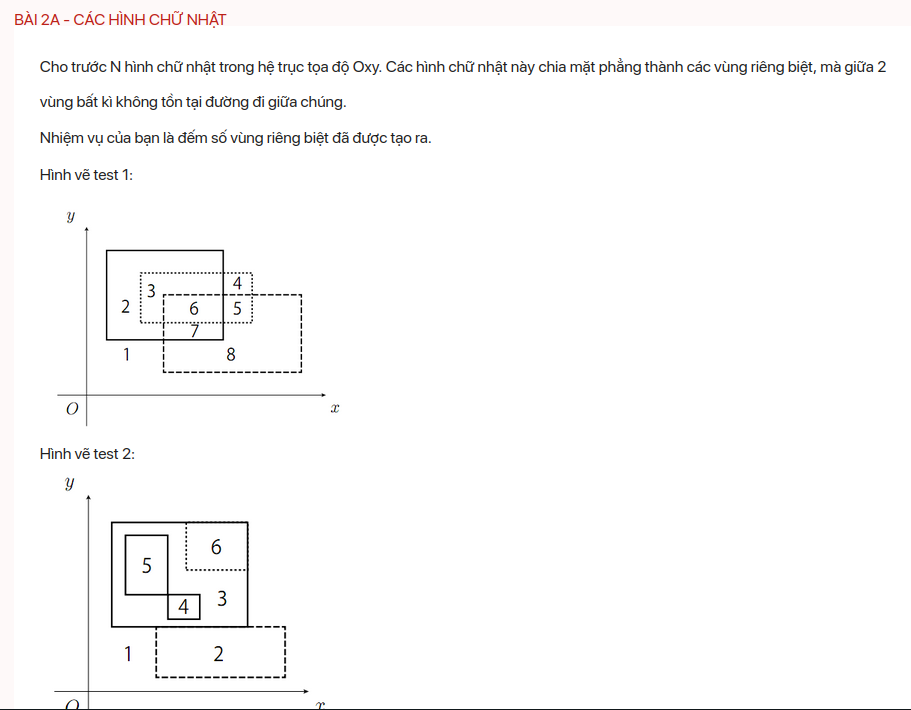 BÀI 2A - CÁC HÌNH CHỮ NHẬT
Cho trước N hình chữ nhật trong hệ trục tọa độ Oxy. Các hình chữ nhật này chia mặt phẳng thành các vùng riêng biệt, mà giữa 2
vùng bất kì không tồn tại đường đi giữa chúng.
Nhiệm vụ của bạn là đếm số vùng riêng biệt đã được tạo ra.
Hình vẽ test 1:
y
4
3
2 6 5
7
1 8
O x
Hình vẽ test 2:
y
6
5
3
4
1 2
O x